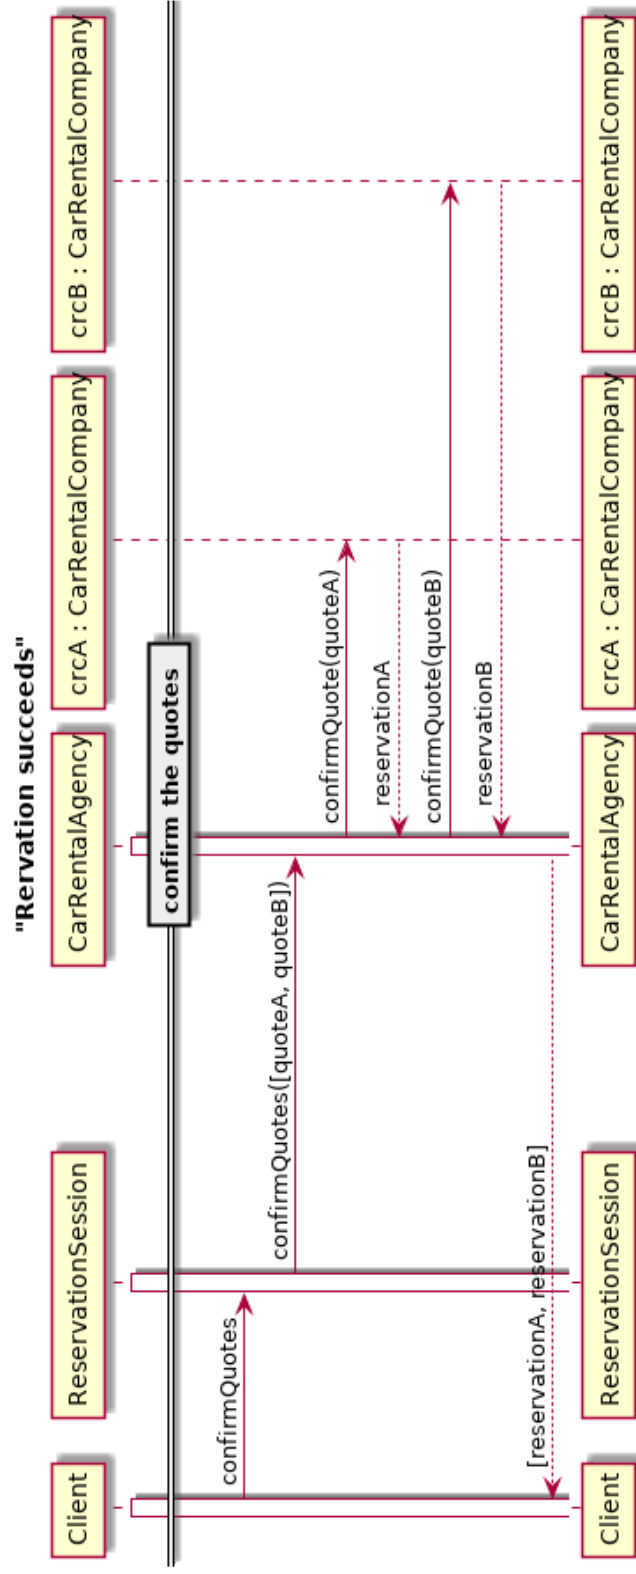 "Rervation succeeds"
Client
ReservationSession
CarRentalAgency
crcA : CarRentalCompany
crcB : CarRentalCompany
confirm the quotes
confirmQuotes
confirmQuotes([quoteA, quoteB])
confirmQuote(quoteA)
reservationA
confirmQuote(quoteB)
reservationB
[reservationA, reservationB]
Client
ReservationSession
CarRentalAgency
crcA : CarRentalCompany
crcB : CarRentalCompany